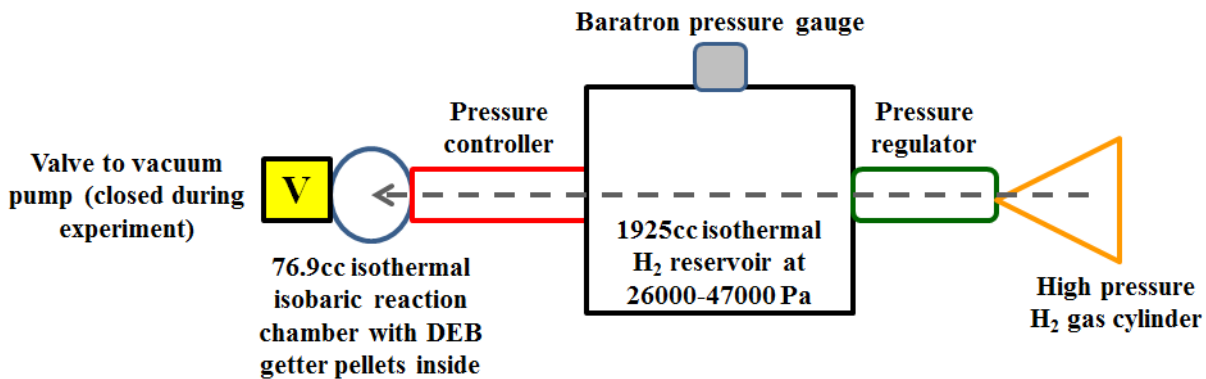 Baratron pressure gauge
Pressure
controller
Pressure
regulator
Valve to vacuum
pump (closed during
experiment)
V
1925cc isothermal
H₂ reservoir at
26000-47000 Pa
76.9cc isothermal
isobaric reaction
chamber with DEB
getter pellets inside
High pressure
H₂ gas cylinder